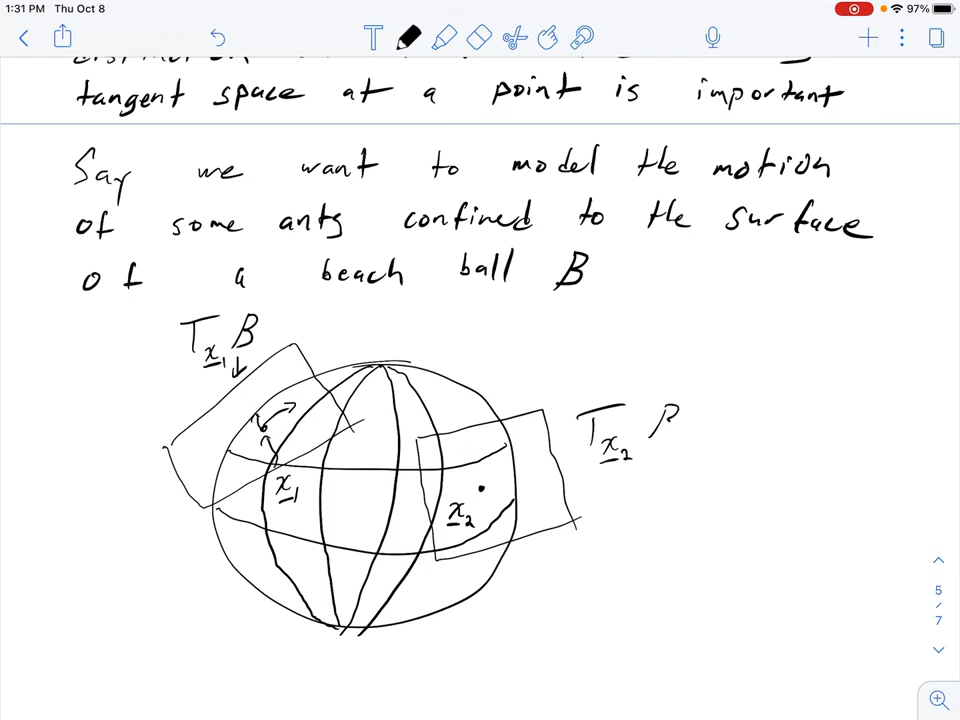 1:31 PM Thu Oct 8
97%
tangent space at a point is important
Say we want to model the motion
of some ants confined to the surface
of a beach ball B
T_x1 B
T_x2
x1
x2
5
/
7